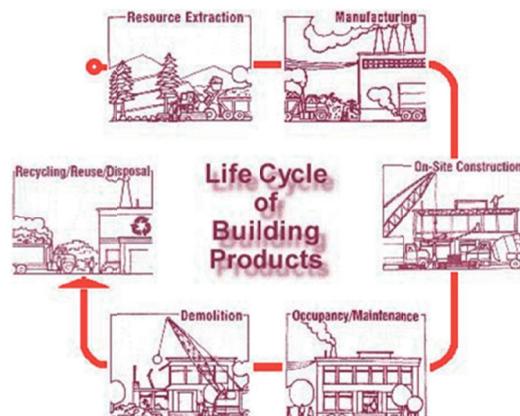 Resource Extraction
Manufacturing
On-Site Construction
Occupancy/Maintenance
Demolition
Recycling/Reuse/Disposal
Life Cycle
of
Building
Products